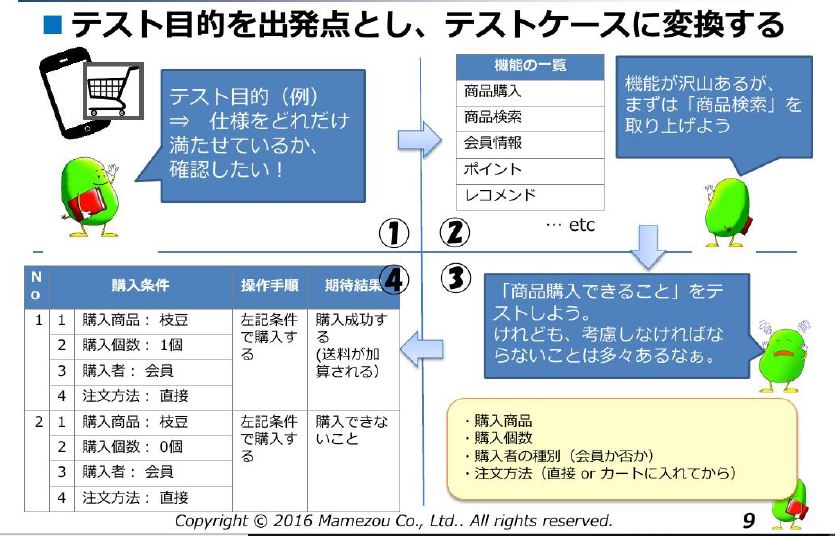 ■ テスト目的を出発点とし、テストケースに変換する
テスト目的（例）
⇒　仕様をどれだけ
満たせているか、
確認したい！
①
機能の一覧
商品購入
商品検索
会員情報
ポイント
レコメンド
… etc
機能が沢山あるが、
まずは「商品検索」を
取り上げよう
②
③
「商品購入できること」をテ
ストしよう。
けれども、考慮しなければな
らないことは多々あるなぁ。
・購入商品
・購入個数
・購入者の種別（会員か否か）
・注文方法（直接 or カートに入れてから）
④
No 購入条件 操作手順 期待結果
1 1 購入商品： 枝豆 左記条件 購入成功す
2 購入個数： 1個 で購入す る
3 購入者： 会員 る (送料が加
4 注文方法： 直接 算される）
2 1 購入商品： 枝豆 左記条件 購入できな
2 購入個数： 0個 で購入す いこと
3 購入者： 会員 る
4 注文方法： 直接
Copyright © 2016 Mamezou Co., Ltd.. All rights reserved.
9